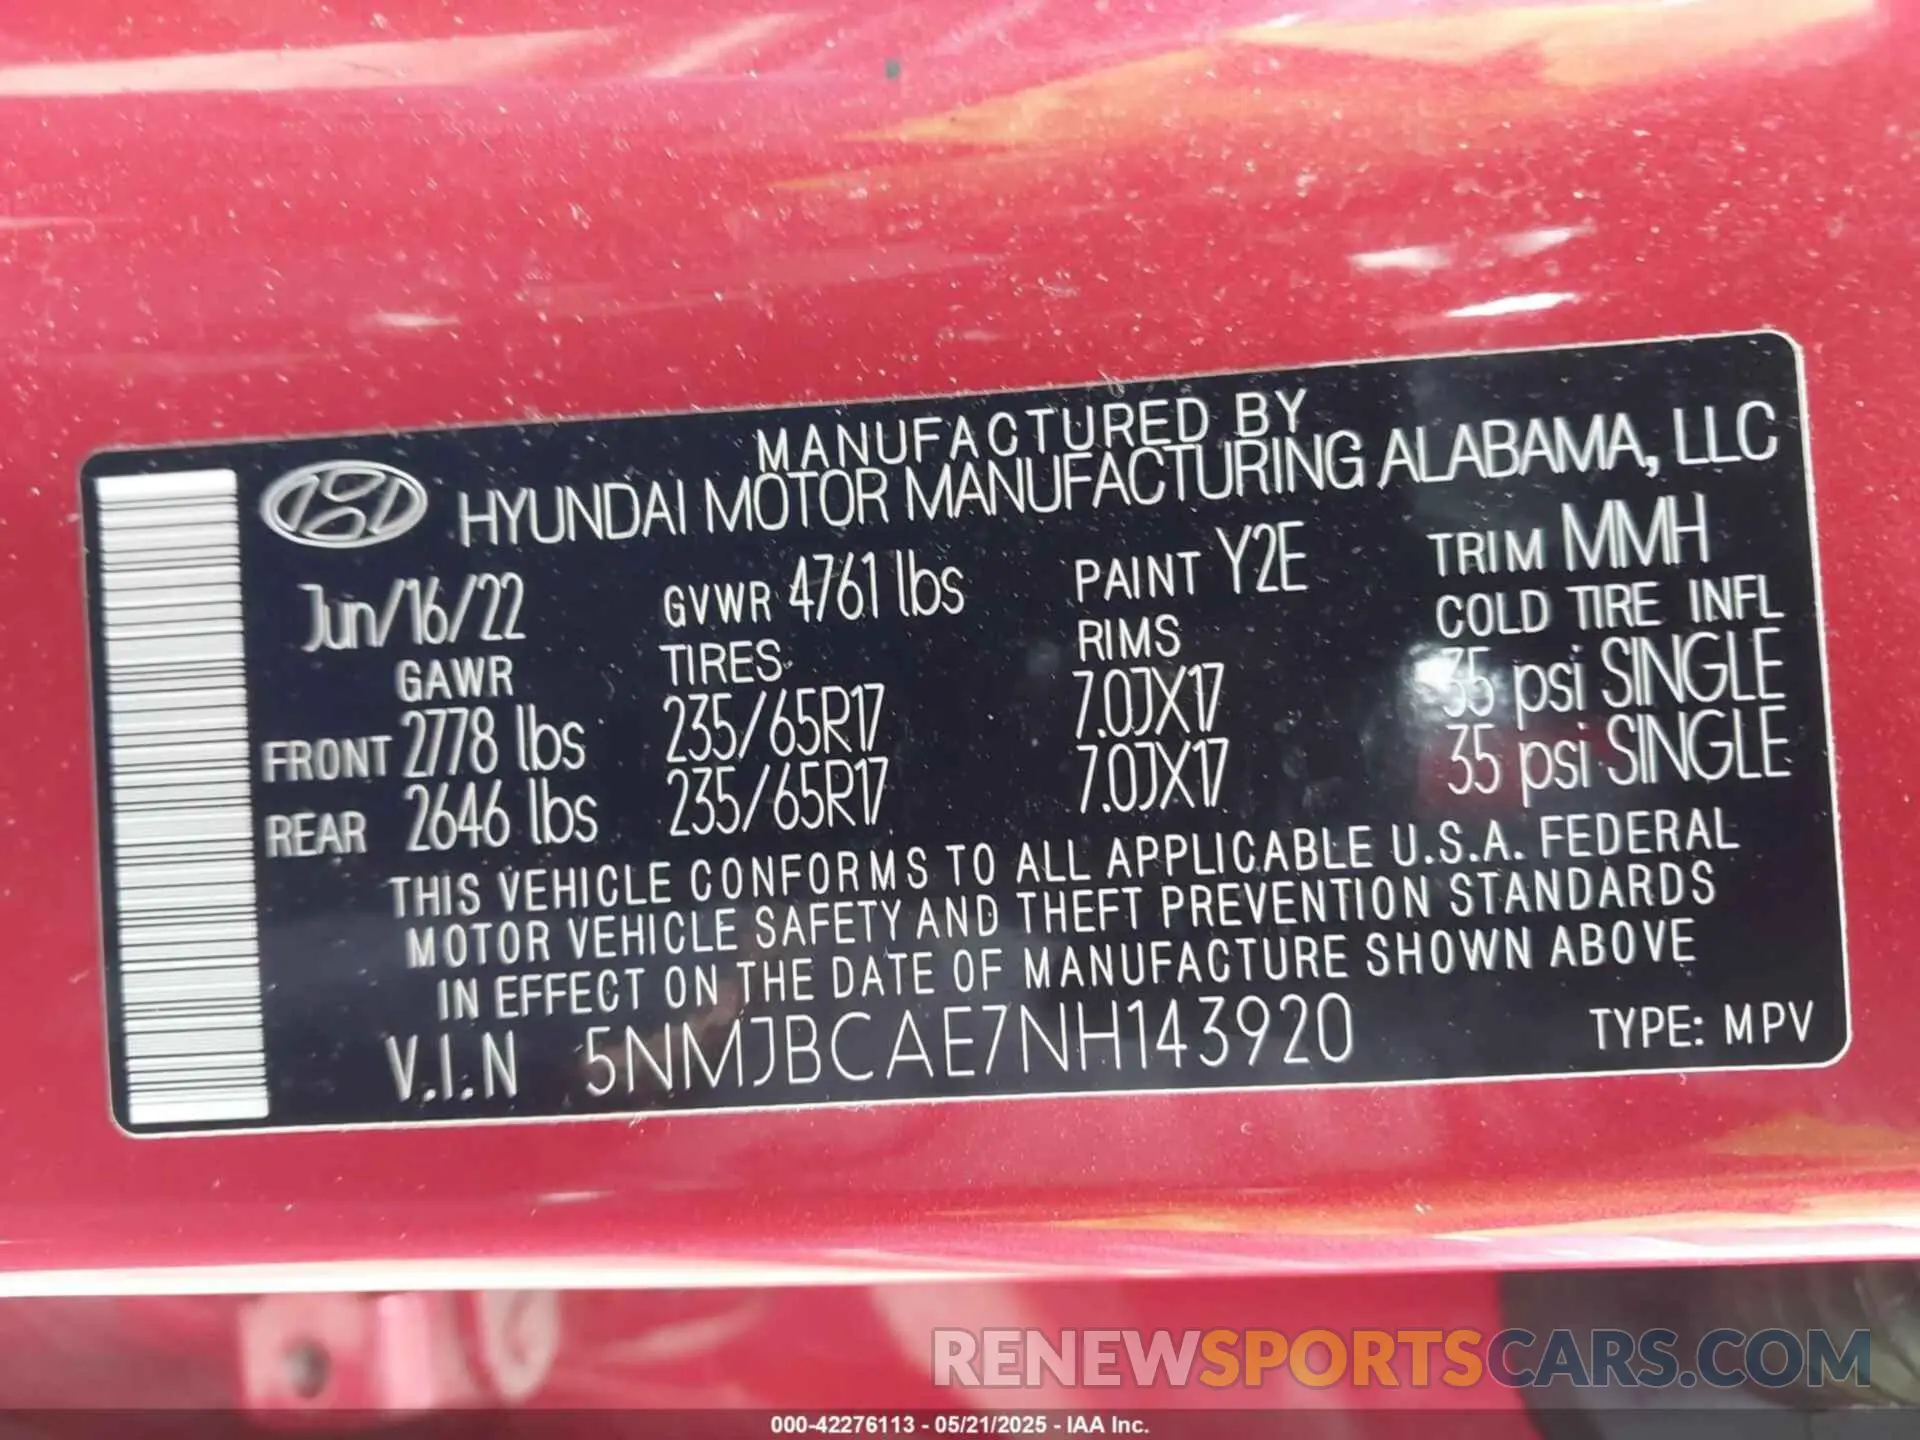 MANUFACTURED BY
HYUNDAI MOTOR MANUFACTURING ALABAMA, LLC
Jun/16/22 GVWR 4761 lbs PAINT Y2E TRIM MMH
GAWR TIRES RIMS COLD TIRE INFL
FRONT 2778 lbs 235/65R17 7.0JX17 35 psi SINGLE
REAR 2646 lbs 235/65R17 7.0JX17 35 psi SINGLE
THIS VEHICLE CONFORMS TO ALL APPLICABLE U.S.A. FEDERAL
MOTOR VEHICLE SAFETY AND THEFT PREVENTION STANDARDS
IN EFFECT ON THE DATE OF MANUFACTURE SHOWN ABOVE
V.I.N 5NMJBCAE7NH143920 TYPE: MPV
RENEWSPORTSCARS.COM
000-42276113 - 05/21/2025 - IAA Inc.